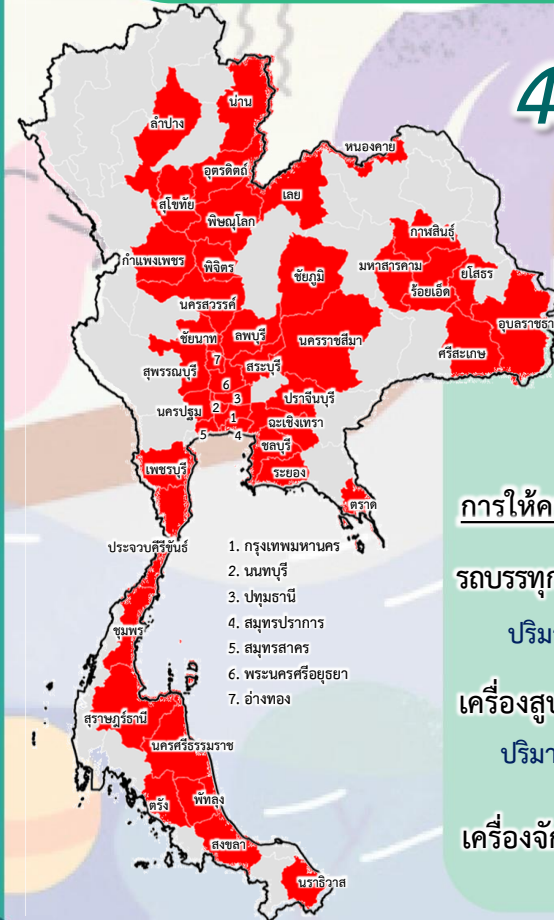 4
น่าน
ลำปาง
หนองคาย
อุตรดิตถ์
เลย
สุโขทัย
พิษณุโลก
กาฬสินธุ์
กำแพงเพชร
พิจิตร
ชัยภูมิ
มหาสารคาม
ยโสธร
ร้อยเอ็ด
นครสวรรค์
อุบลราชธา
ชัยนาท
ลพบุรี
นครราชสีมา
ศรีสะเกษ
7
สระบุรี
สุพรรณบุรี
6
3
ปราจีนบุรี
นครปฐม
2
1
ฉะเชิงเทรา
5
4
ชลบุรี
เพชรบุรี
ระยอง
ตราด
การให้ค
ประจวบคีรีขันธ์
1. กรุงเทพมหานคร
2. นนทบุรี
3. ปทุมธานี
4. สมุทรปราการ
5. สมุทรสาคร
6. พระนครศรีอยุธยา
7. อ่างทอง
รถบรรทุก
ปริม
ชุมพร
เครื่องสูบ
สุราษฎร์ธานี
นครศรีธรรมราช
ปริมา
ตรัง
พัทลุง
สงขลา
เครื่องจัก
นราธิวาส